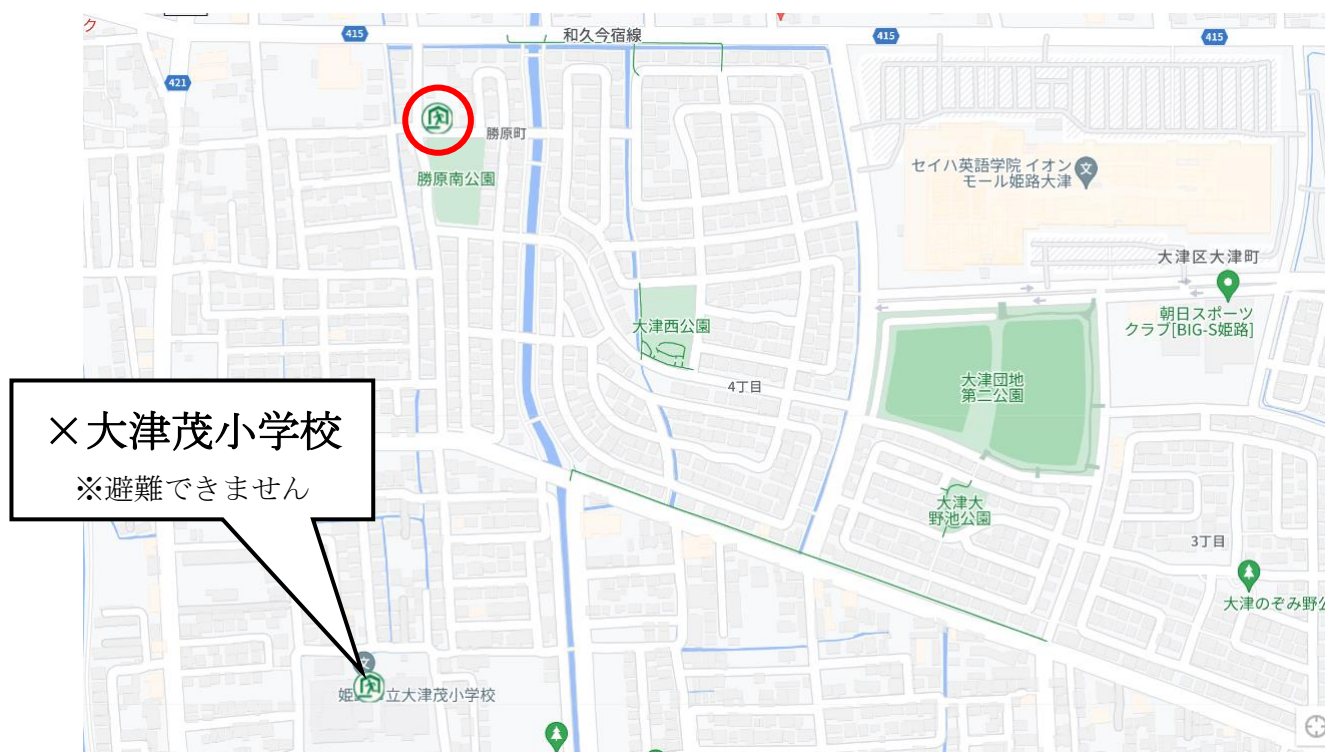 ク
415
和久今宿線
415
415
421
勝原町
勝原南公園
セイハ英語学院 イオン
モール姫路大津
文
大津区大津町
朝日スポーツ
クラブ[BIG-S姫路]
大津西公園
4丁目
大津団地
第二公園
×大津茂小学校
※避難できません
大津大
野池公園
3丁目
大津のぞみ野公
文
姫
立大津茂小学校